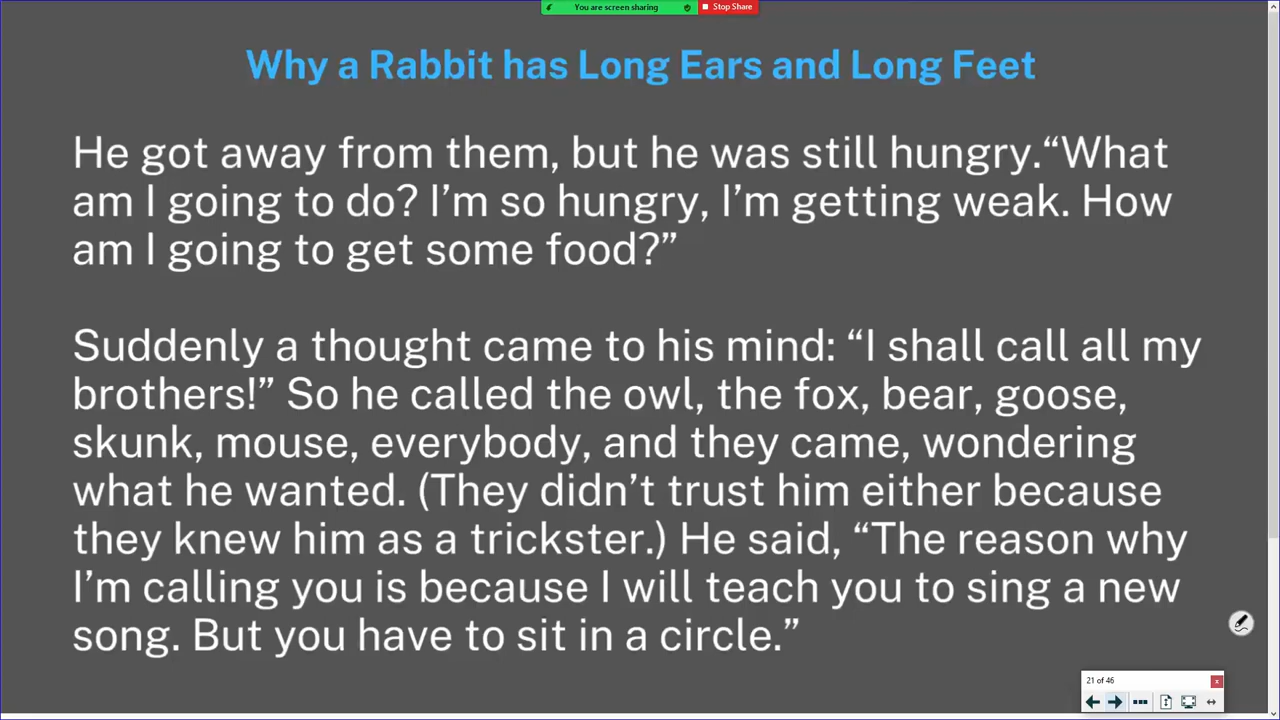 You are screen sharing
Stop Share
Why a Rabbit has Long Ears and Long Feet
He got away from them, but he was still hungry.“What
am I going to do? I’m so hungry, I’m getting weak. How
am I going to get some food?”
Suddenly a thought came to his mind: “I shall call all my
brothers!” So he called the owl, the fox, bear, goose,
skunk, mouse, everybody, and they came, wondering
what he wanted. (They didn’t trust him either because
they knew him as a trickster.) He said, “The reason why
I’m calling you is because I will teach you to sing a new
song. But you have to sit in a circle.”
21 of 46